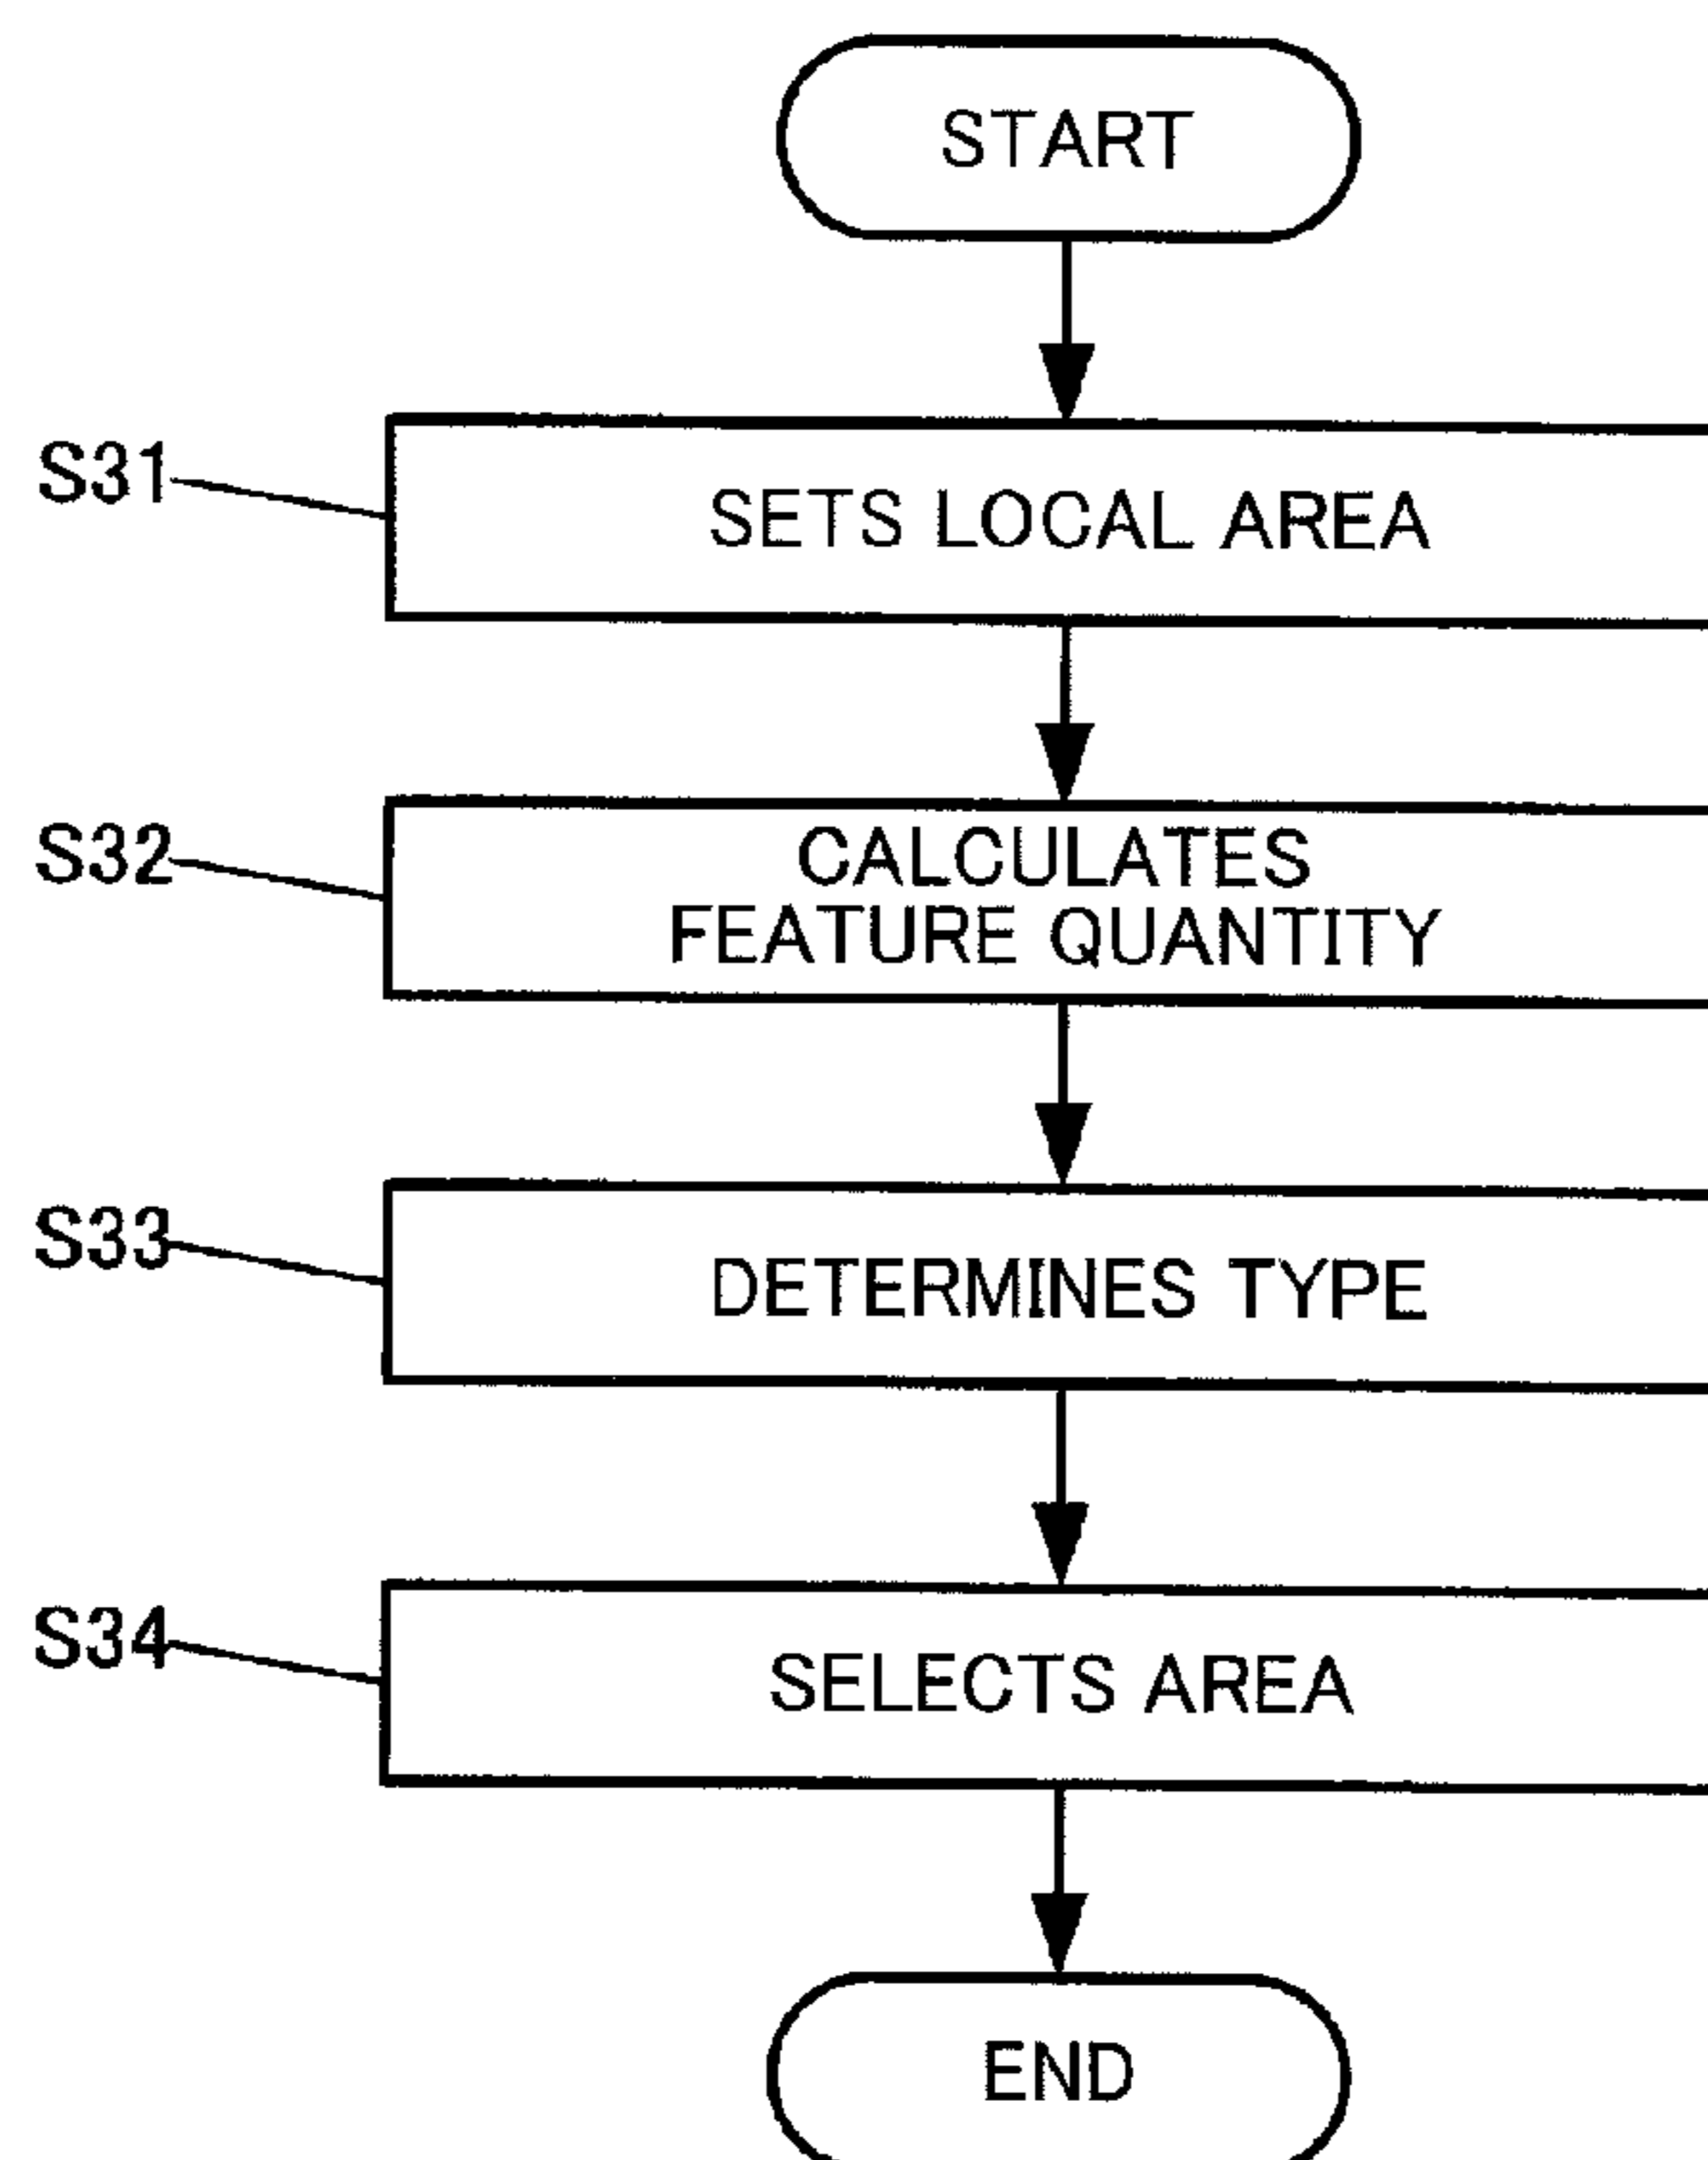 START
S31
SETS LOCAL AREA
S32
CALCULATES
FEATURE QUANTITY
S33
DETERMINES TYPE
S34
SELECTS AREA
END